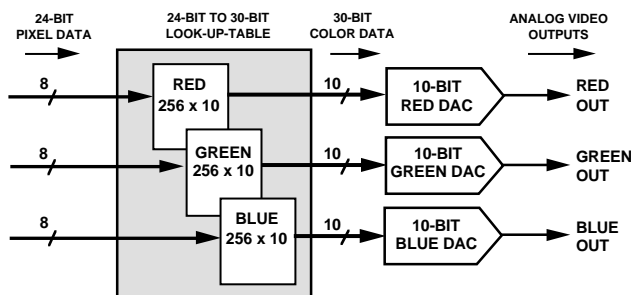 24-BIT
PIXEL DATA
24-BIT TO 30-BIT
LOOK-UP-TABLE
30-BIT
COLOR DATA
ANALOG VIDEO
OUTPUTS
8
RED
256 x 10
10
10-BIT
RED DAC
RED
OUT
8
GREEN
256 x 10
10
10-BIT
GREEN DAC
GREEN
OUT
8
BLUE
256 x 10
10
10-BIT
BLUE DAC
BLUE
OUT